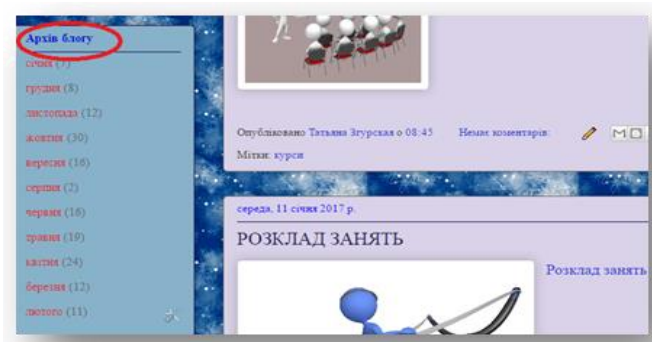 Архів блогу
січня (7)
грудня (8)
листопада (12)
жовтня (30)
вересня (16)
серпня (2)
червня (16)
травня (19)
квітня (24)
березня (12)
лютого (11)
Опубліковано Татьяна Згурская о 08:45 Немає коментарів:
Мітки: курси
середа, 11 січня 2017 р.
РОЗКЛАД ЗАНЯТЬ
Розклад занять